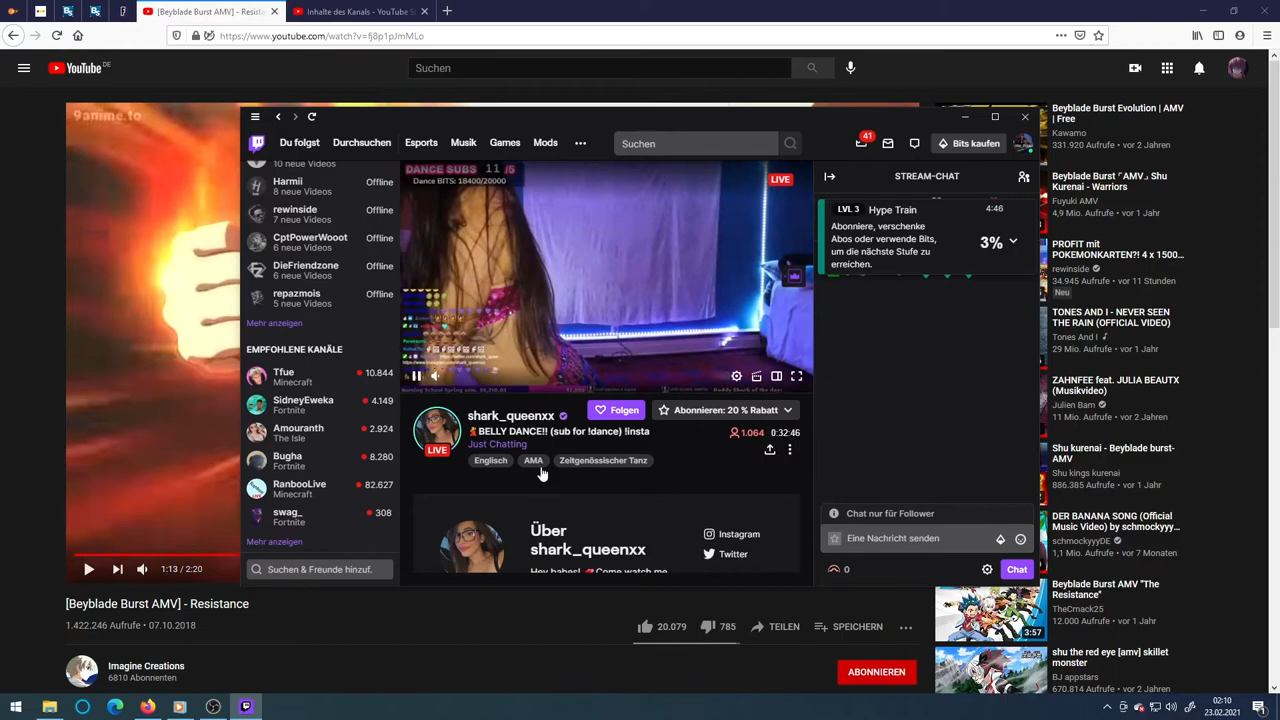 [Beyblade Burst AMV] - Resista
Inhalte des Kanals - YouTube S
https://www.youtube.com/watch?v=fj8p1pJmMLo
YouTube DE
Suchen
9anime.to
Du folgst
Durchsuchen
Esports
Musik
Games
Mods
Suchen
41
Bits kaufen
10 neue Videos
Harmii
Offline
8 neue Videos
rewinside
Offline
7 neue Videos
CptPowerWooot
Offline
6 neue Videos
DieFriendzone
Offline
6 neue Videos
repazmois
Offline
5 neue Videos
Mehr anzeigen
EMPFOHLENE KANÄLE
Tfue
10.844
Minecraft
SidneyEweka
4.149
Fortnite
Amouranth
2.924
The Isle
Bugha
8.280
Fortnite
RanbooLive
82.627
Minecraft
swag_
308
Fortnite
Mehr anzeigen
Suchen & Freunde hinzuf.
DANCE SUBS 11/5
Dance BITS: 18400/20000
LIVE
shark_queenxx
Folgen
Abonnieren: 20 % Rabatt
BELLY DANCE!! (sub for !dance) !insta
1.064
0:32:46
Just Chatting
LIVE
Englisch
AMA
Zeitgenössischer Tanz
Über
shark_queenxx
Instagram
Twitter
Hey babes! Come watch me
STREAM-CHAT
LVL 3
Hype Train
4:46
Abonniere, verschenke
Abos oder verwende Bits,
um die nächste Stufe zu
erreichen.
3%
Chat nur für Follower
Eine Nachricht senden
0
Chat
1:13 / 2:20
[Beyblade Burst AMV] - Resistance
1.422.246 Aufrufe • 07.10.2018
20.079
785
TEILEN
SPEICHERN
Imagine Creations
6810 Abonnenten
ABONNIEREN
Beyblade Burst Evolution | AMV
| Free
Kawamo
331.920 Aufrufe • vor 2 Jahren
Beyblade Burst「AMV」Shu
Kurenai - Warriors
Fuyuki AMV
4,9 Mio. Aufrufe • vor 1 Jahr
PROFIT mit
POKEMONKARTEN?! 4 x 1500...
rewinside
34.945 Aufrufe • vor 11 Stunden
Neu
TONES AND I - NEVER SEEN
THE RAIN (OFFICIAL VIDEO)
Tones And I
29 Mio. Aufrufe • vor 1 Jahr
ZAHNFEE feat. JULIA BEAUTX
(Musikvideo)
Julien Bam
11 Mio. Aufrufe • vor 2 Jahren
Shu kurenai - Beyblade burst-
AMV
Shu kings kurenai
886.385 Aufrufe • vor 1 Jahr
DER BANANA SONG (Official
Music Video) by schmockyyy...
schmockyyyDE
1,1 Mio. Aufrufe • vor 7 Monaten
Beyblade Burst AMV "The
Resistance"
TheCmack25
12.000 Aufrufe • vor 1 Jahr
3:57
shu the red eye [amv] skillet
monster
BJ appstars
670.814 Aufrufe • vor 2 Jahren
02:10
23.02.2021